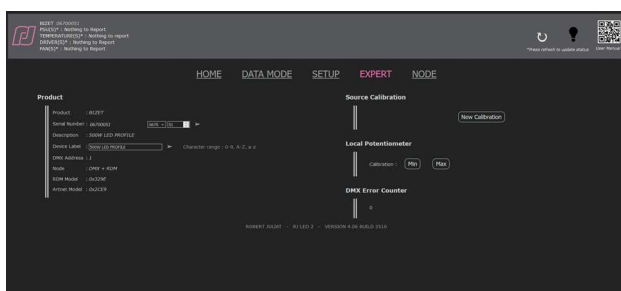 BIZET 06700051
PSU(S)* : Nothing to Report
TEMPERATURE(S)* : Nothing to report
DRIVER(S)* : Nothing to Report
FAN(S)* : Nothing to Report
*Press refresh to update status
User Manual
HOME DATA MODE SETUP EXPERT NODE
Product
Product : BIZET
Serial Number : 06700051
Description : 500W LED PROFILE
Device Label : 500W LED PROFILE ► Character range : 0-9, A-Z, a-z
DMX Address : 1
Node : DMX + RDM
RDM Model : 0x329E
Artnet Model : 0x2CE9
Source Calibration
New Calibration
Local Potentiometer
Calibration : Min Max
DMX Error Counter
0
ROBERT JULIAT - RJ LED 2 - VERSION 4.06 BUILD 3516